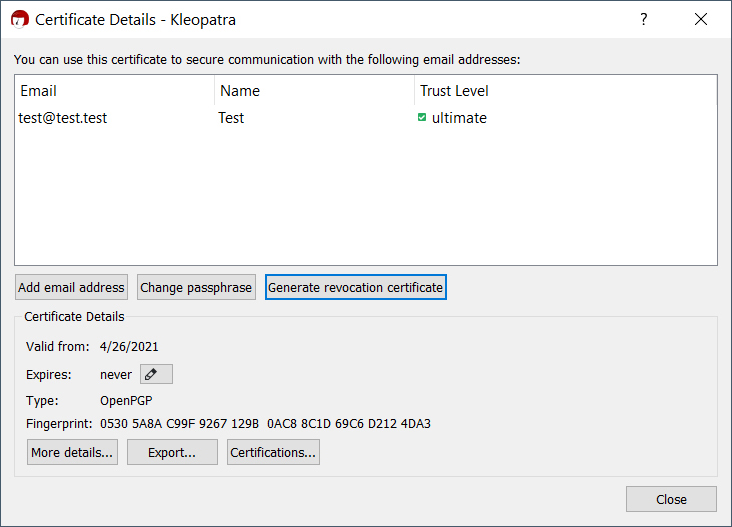 Certificate Details - Kleopatra
?
You can use this certificate to secure communication with the following email addresses:
Email Name Trust Level
test@test.test Test ultimate
Add email address Change passphrase Generate revocation certificate
Certificate Details
Valid from: 4/26/2021
Expires: never
Type: OpenPGP
Fingerprint: 0530 5A8A C99F 9267 129B  0AC8 8C1D 69C6 D212 4DA3
More details... Export... Certifications...
Close